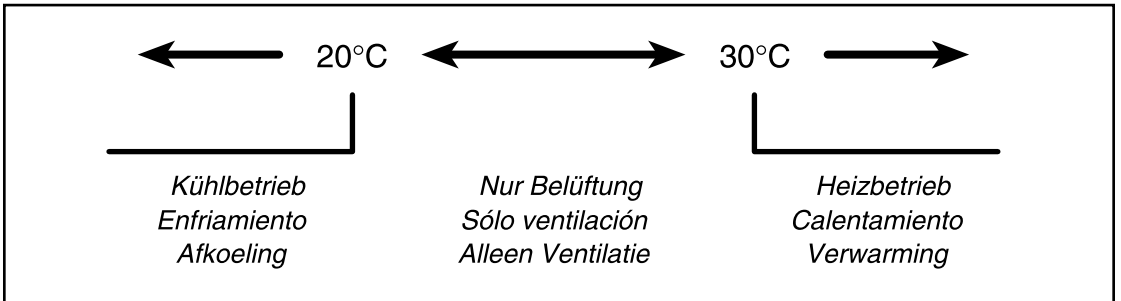 20°C 30°C
Kühlbetrieb Nur Belüftung Heizbetrieb
Enfriamiento Sólo ventilación Calentamiento
Afkoeling Alleen Ventilatie Verwarming